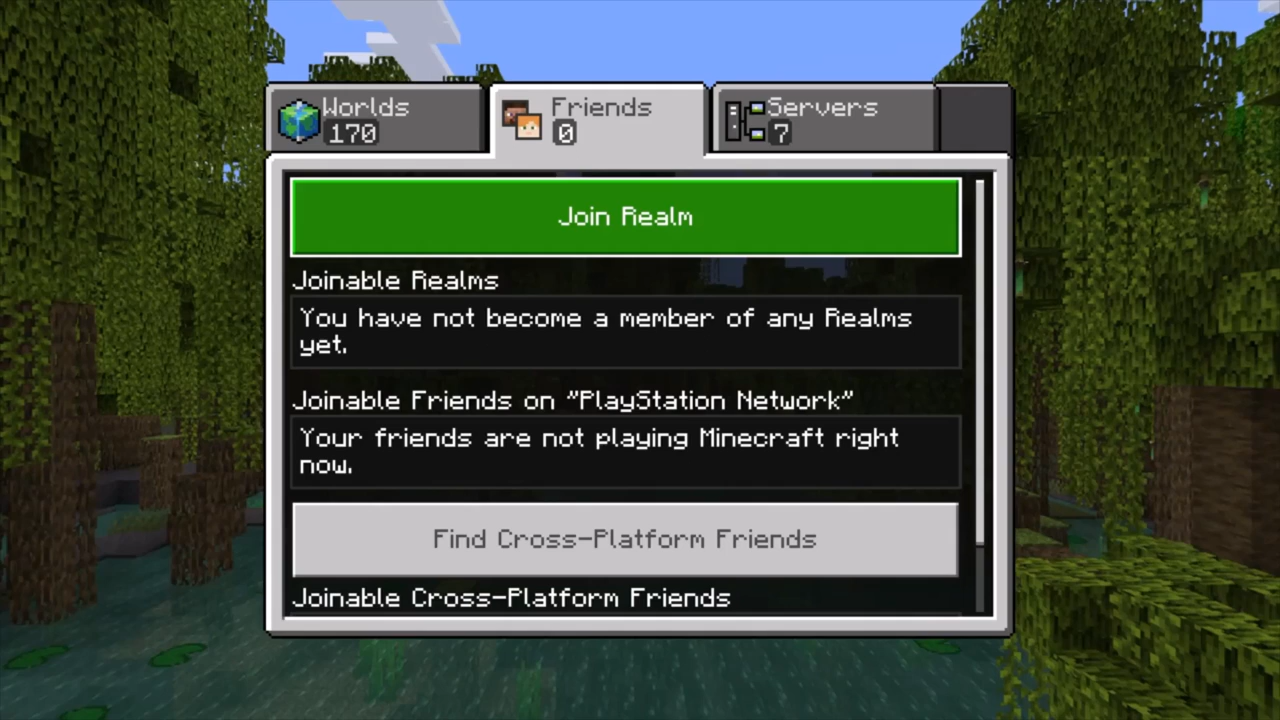 Worlds
170
Friends
0
Servers
7
Join Realm
Joinable Realms
You have not become a member of any Realms
yet.
Joinable Friends on "PlayStation Network"
Your friends are not playing Minecraft right
now.
Find Cross-Platform Friends
Joinable Cross-Platform Friends